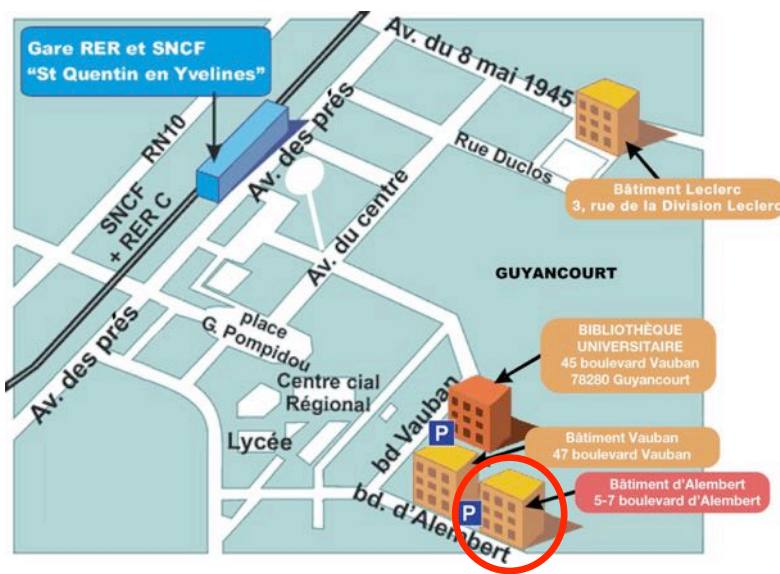 Gare RER et SNCF
“St Quentin en Yvelines”
Av. du 8 mai 1945
RN10
SNCF
+ RER C
Av. des prés
Rue Duclos
Bâtiment Leclerc
3, rue de la Division Leclerc
Av. du centre
GUYANCOURT
place
G. Pompidou
Av. des prés
Centre cial
Régional
Lycée
BIBLIOTHÈQUE
UNIVERSITAIRE
45 boulevard Vauban
78280 Guyancourt
bd Vauban
P
Bâtiment Vauban
47 boulevard Vauban
Bâtiment d'Alembert
5-7 boulevard d'Alembert
P
bd. d'Alembert